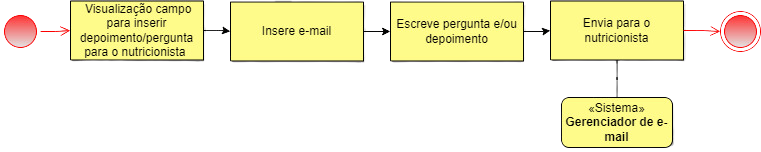 Visualização campo
para inserir
depoimento/pergunta
para o nutricionista
Insere e-mail
Escreve pergunta e/ou
depoimento
Envia para o
nutricionista
«Sistema»
Gerenciador de e-
mail